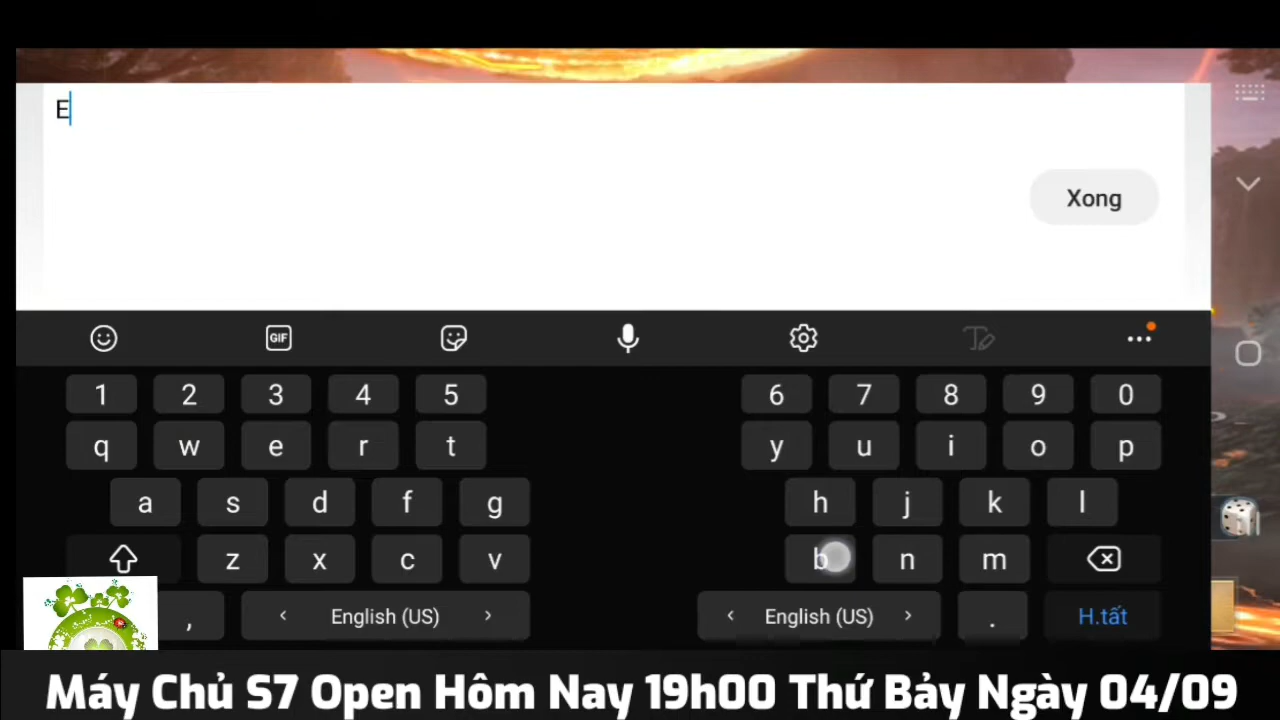 E
Xong
GIF
1 2 3 4 5 6 7 8 9 0
q w e r t y u i o p
a s d f g h j k l
z x c v b n m
, < English (US) > < English (US) > . H.tất
Máy Chủ S7 Open Hôm Nay 19h00 Thứ Bảy Ngày 04/09